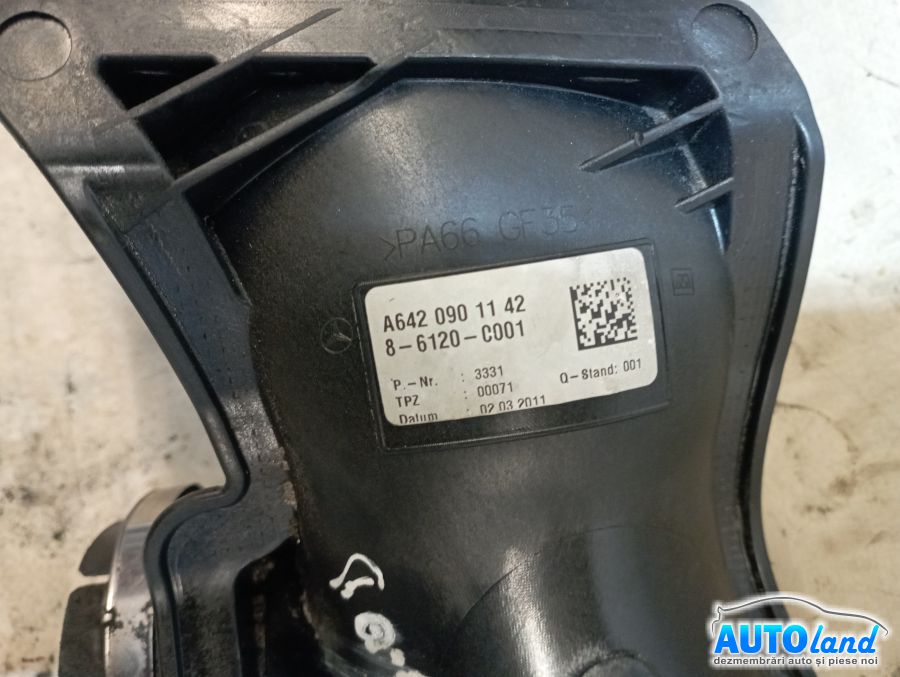 >PA66 GF35
A642 090 11 42
8-6120-C001
P.-Nr. : 3331
TPZ : 00071
Q-Stand: 001
Datum : 02.03.2011
AUTOland
dezmembrări auto și piese noi